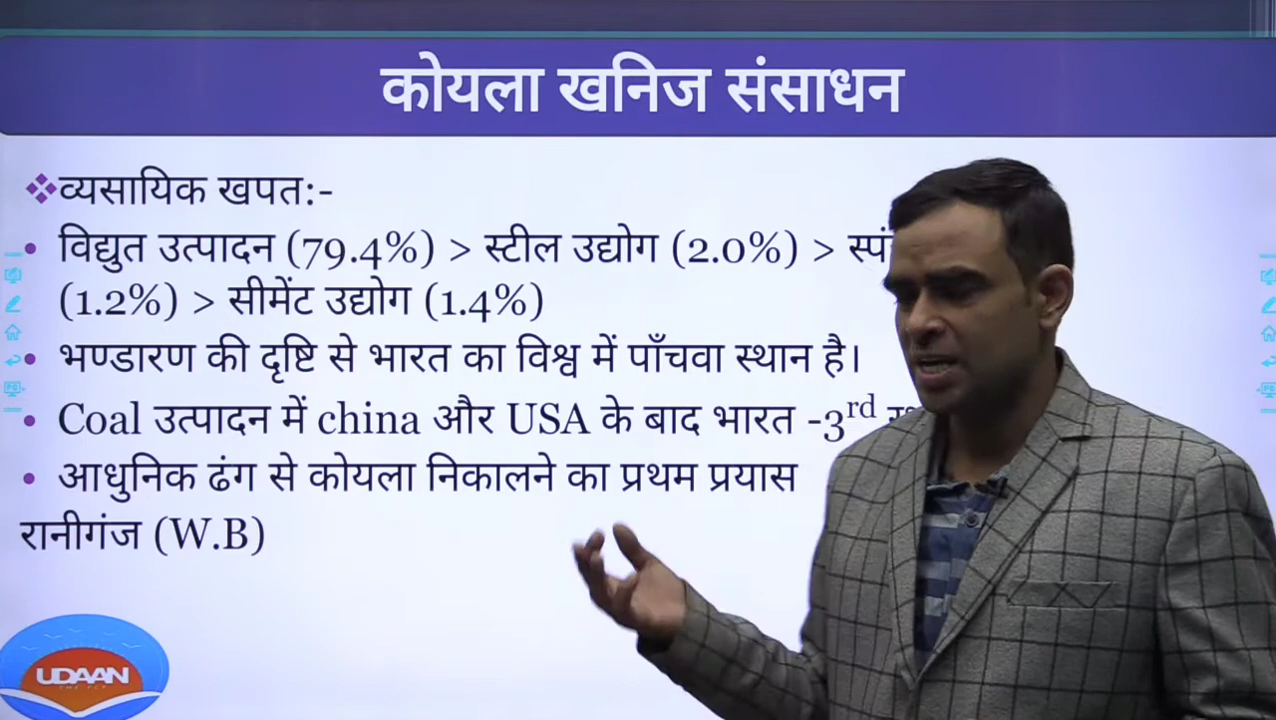 कोयला खनिज संसाधन
❖व्यसायिक खपत:-
• विद्युत उत्पादन (79.4%) > स्टील उद्योग (2.0%) >
(1.2%) > सीमेंट उद्योग (1.4%)
• भण्डारण की दृष्टि से भारत का विश्व में पाँचवा स्थान है।
• Coal उत्पादन में china और USA के बाद भारत -3rd
• आधुनिक ढंग से कोयला निकालने का प्रथम प्रयास
रानीगंज (W.B)
UDAAN